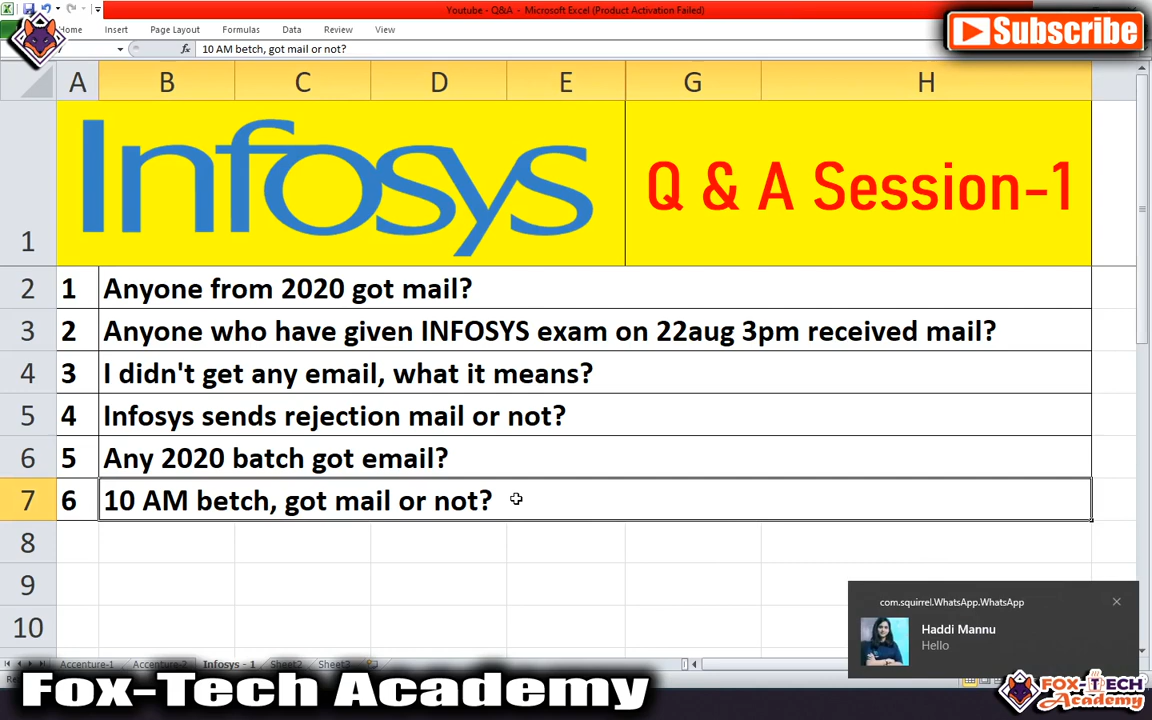 Youtube - Q&A - Microsoft Excel (Product Activation Failed)
Home Insert Page Layout Formulas Data Review View
Subscribe
fx 10 AM betch, got mail or not?
A B C D E G H
1 Infosys Q & A Session-1
2 1 Anyone from 2020 got mail?
3 2 Anyone who have given INFOSYS exam on 22aug 3pm received mail?
4 3 I didn't get any email, what it means?
5 4 Infosys sends rejection mail or not?
6 5 Any 2020 batch got email?
7 6 10 AM betch, got mail or not?
8
9
10
com.squirrel.WhatsApp.WhatsApp
Haddi Mannu
Hello
Accenture-1 Accenture-2 Infosys - 1 Sheet2 Sheet3
Fox-Tech Academy
FOX-TECH
Academy